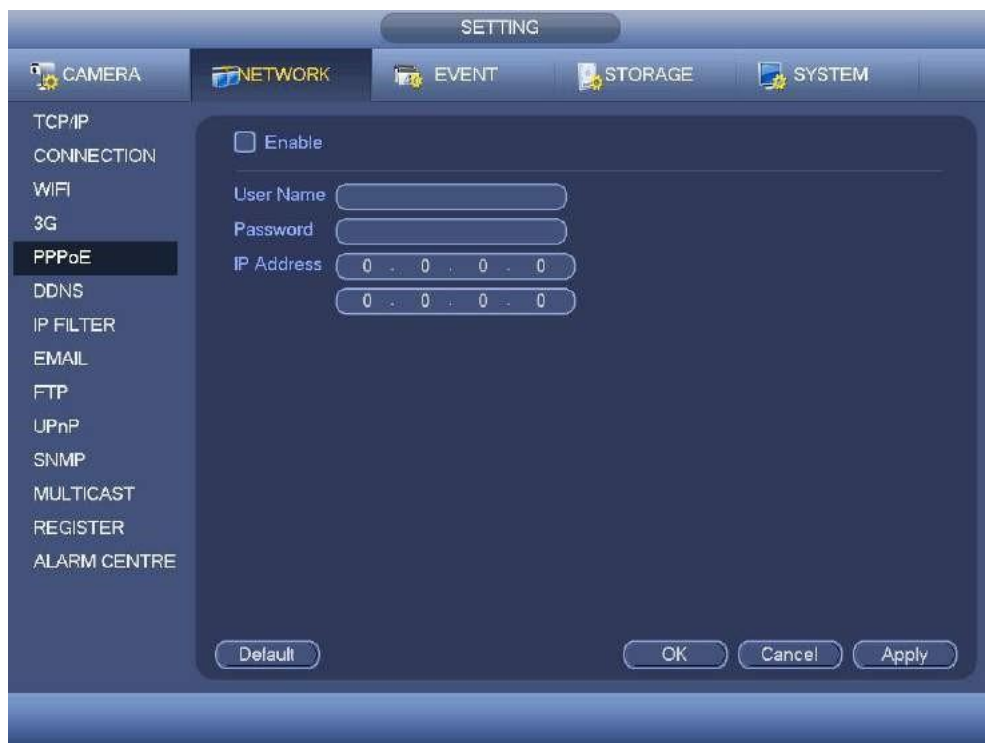 SETTING
CAMERA NETWORK EVENT STORAGE SYSTEM
TCP/IP
CONNECTION
WIFI
3G
PPPoE
DDNS
IP FILTER
EMAIL
FTP
UPnP
SNMP
MULTICAST
REGISTER
ALARM CENTRE
Enable
User Name
Password
IP Address 0 . 0 . 0 . 0
0 . 0 . 0 . 0
Default OK Cancel Apply